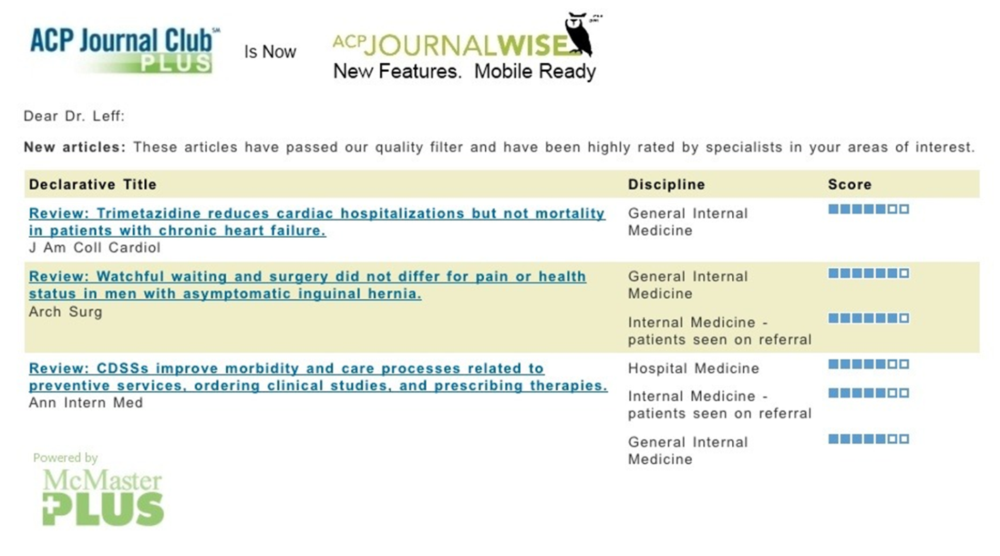 ACP Journal Club℠
PLUS
Is Now
ACPJOURNALWISE
New Features. Mobile Ready
Dear Dr. Leff:
New articles: These articles have passed our quality filter and have been highly rated by specialists in your areas of interest.
Declarative Title Discipline Score
Review: Trimetazidine reduces cardiac hospitalizations but not mortality
in patients with chronic heart failure.
J Am Coll Cardiol
General Internal
Medicine
Review: Watchful waiting and surgery did not differ for pain or health
status in men with asymptomatic inguinal hernia.
Arch Surg
General Internal
Medicine
Internal Medicine -
patients seen on referral
Review: CDSSs improve morbidity and care processes related to
preventive services, ordering clinical studies, and prescribing therapies.
Ann Intern Med
Hospital Medicine
Internal Medicine -
patients seen on referral
General Internal
Medicine
Powered by
McMaster
PLUS